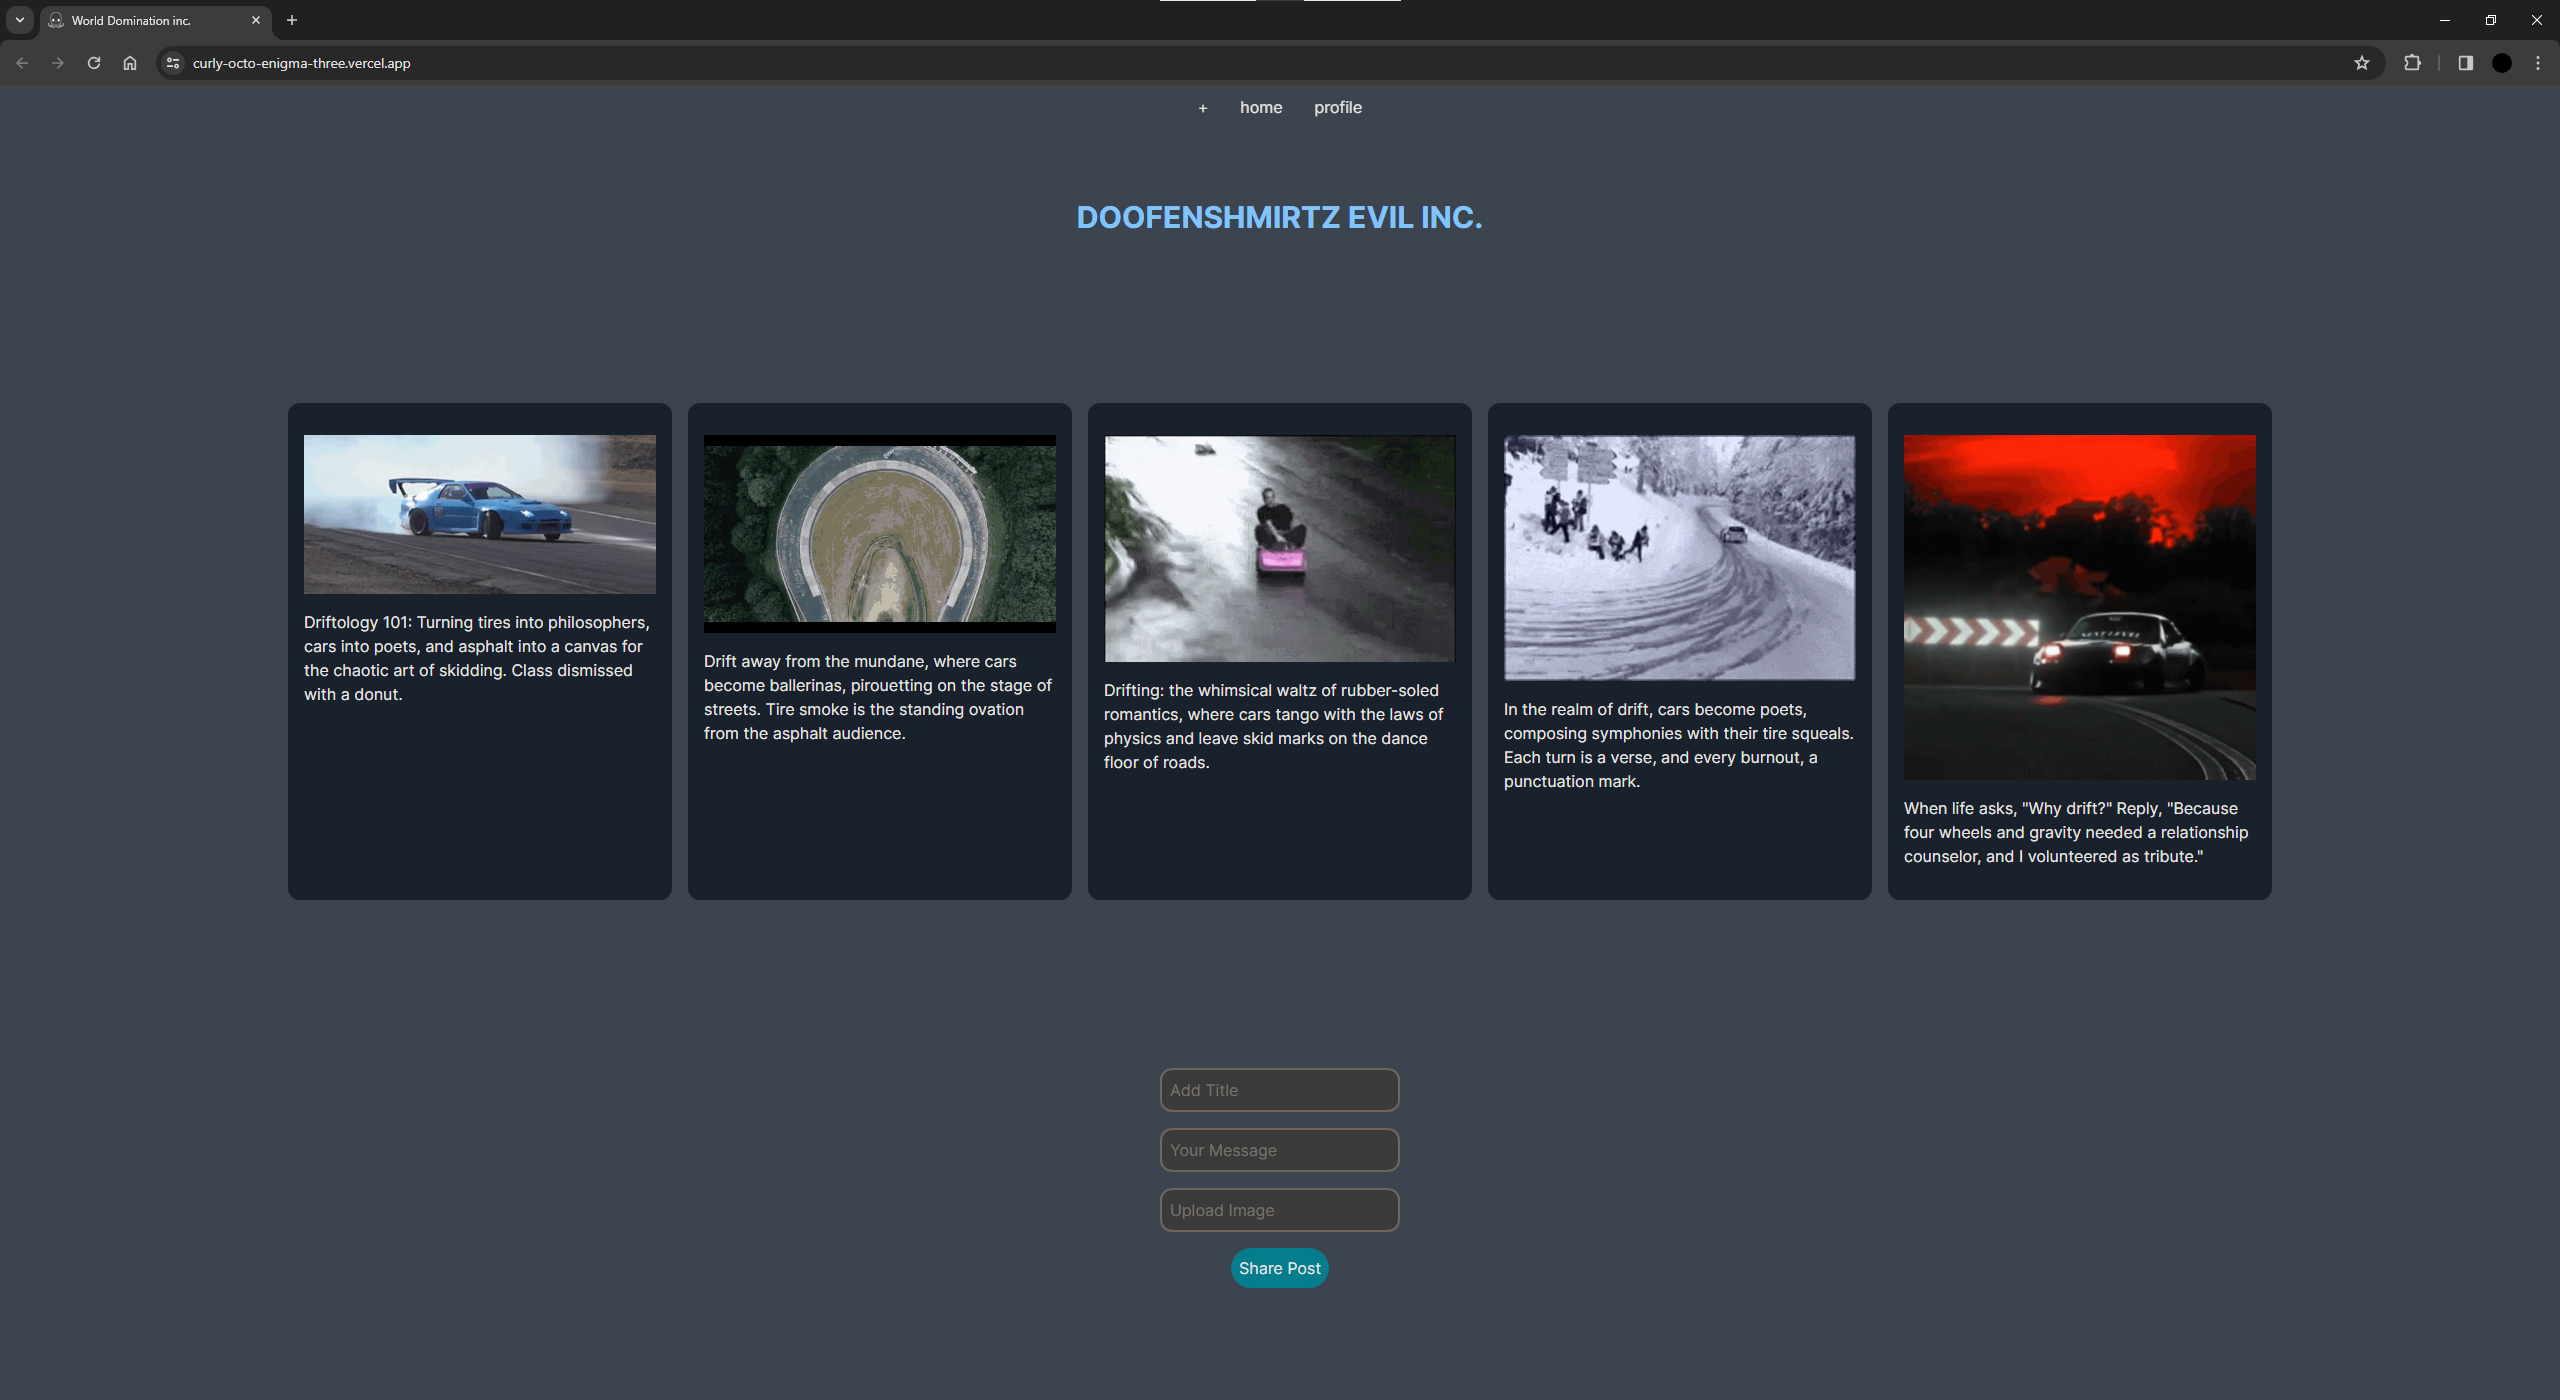 World Domination inc.
curly-octo-enigma-three.vercel.app
+ home profile
DOOFENSHMIRTZ EVIL INC.
Driftology 101: Turning tires into philosophers,
cars into poets, and asphalt into a canvas for
the chaotic art of skidding. Class dismissed
with a donut.
Drift away from the mundane, where cars
become ballerinas, pirouetting on the stage of
streets. Tire smoke is the standing ovation
from the asphalt audience.
Drifting: the whimsical waltz of rubber-soled
romantics, where cars tango with the laws of
physics and leave skid marks on the dance
floor of roads.
In the realm of drift, cars become poets,
composing symphonies with their tire squeals.
Each turn is a verse, and every burnout, a
punctuation mark.
NEXT LEVEL
When life asks, "Why drift?" Reply, "Because
four wheels and gravity needed a relationship
counselor, and I volunteered as tribute."
Add Title
Your Message
Upload Image
Share Post